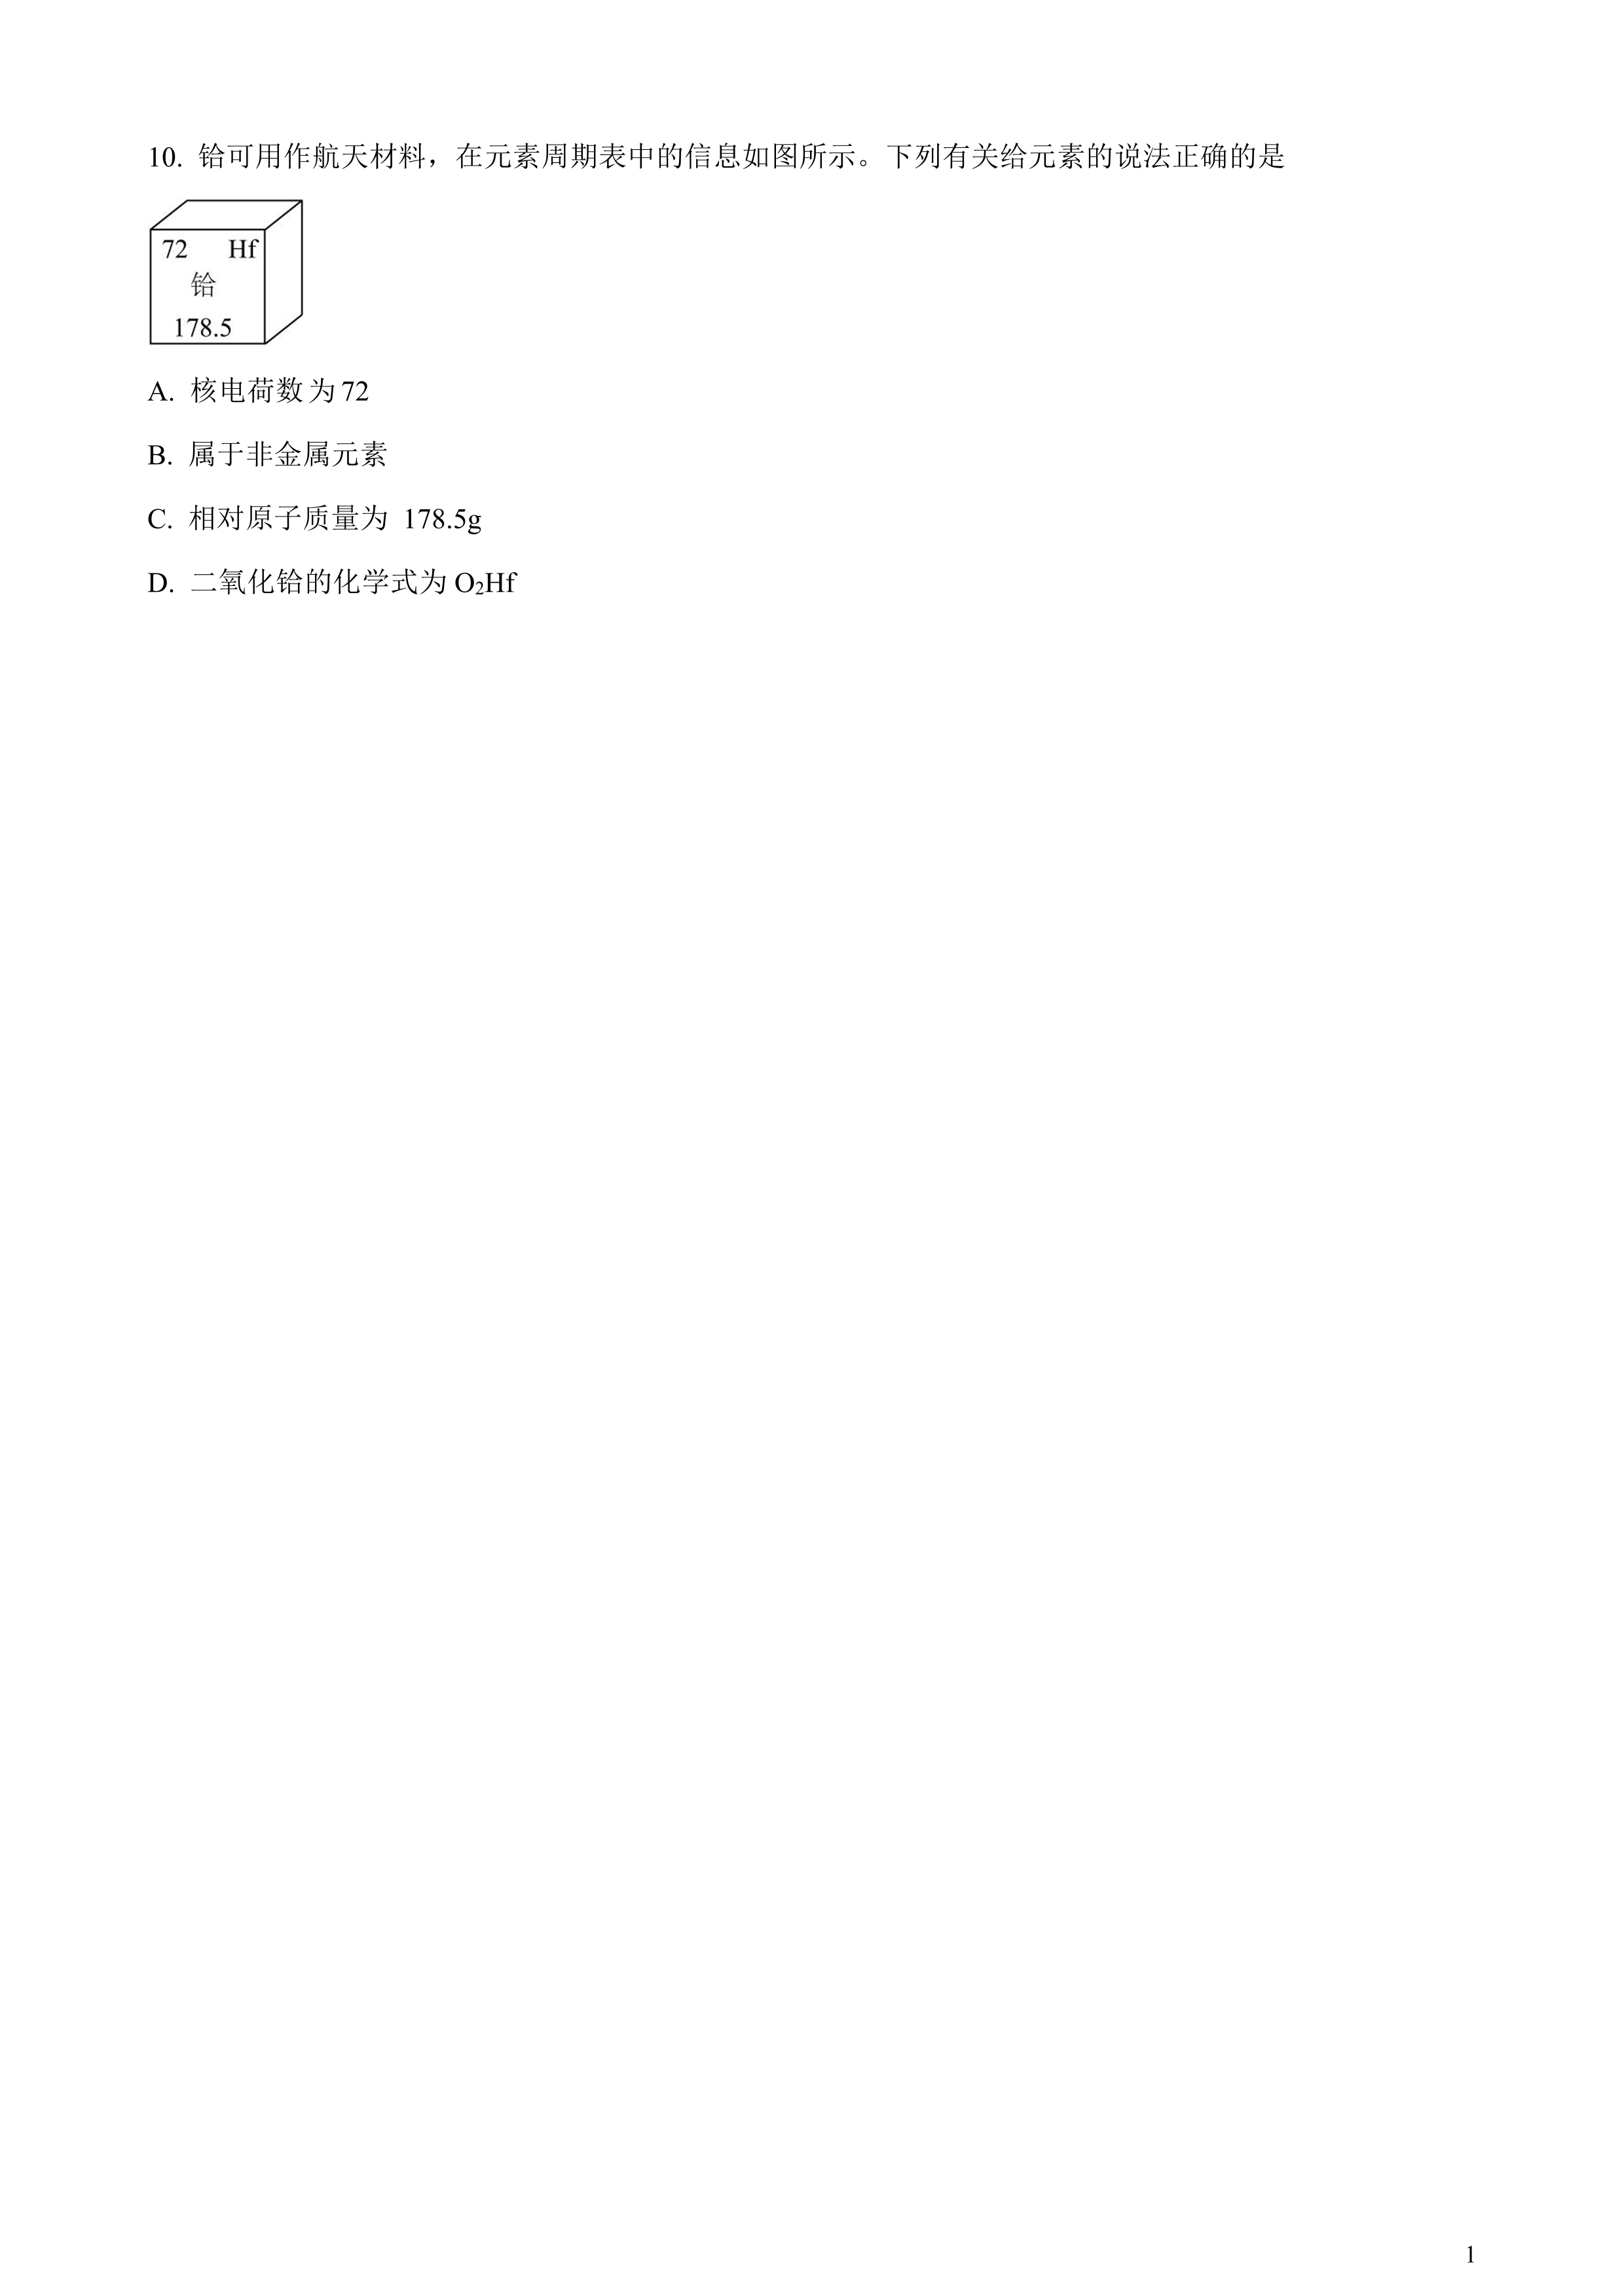 10. 铪可用作航天材料，在元素周期表中的信息如图所示。下列有关给元素的说法正确的是
72 Hf
铪
178.5
A. 核电荷数为72
B. 属于非金属元素
C. 相对原子质量为 178.5g
D. 二氧化铪的化学式为 O₂Hf
1